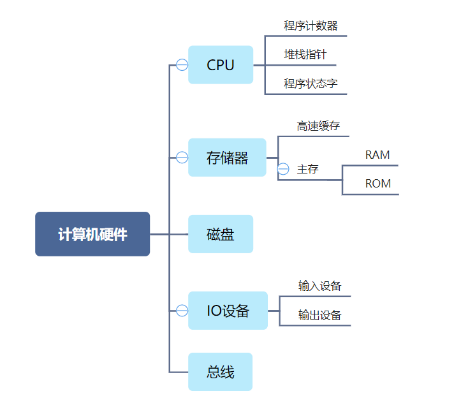 计算机硬件
CPU
程序计数器
堆栈指针
程序状态字
存储器
高速缓存
主存
RAM
ROM
磁盘
IO设备
输入设备
输出设备
总线